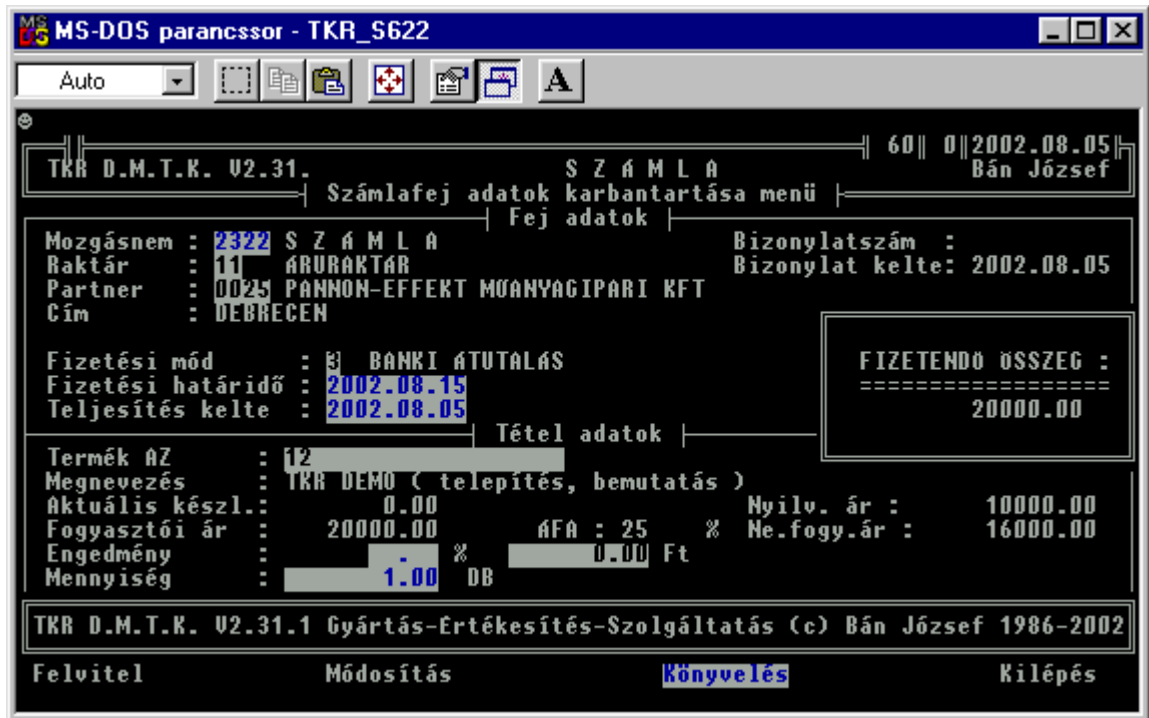 MS-DOS parancssor - TKR_S622
Auto
60 0 2002.08.05
TKR D.M.T.K. V2.31. S Z Á M L A Bán József
Számlafej adatok karbantartása menü
Fej adatok
Mozgásnem : 2322 S Z Á M L A Bizonylatszám :
Raktár : 11 ÁRURAKTÁR Bizonylat kelte: 2002.08.05
Partner : 0025 PANNON-EFFEKT MŰANYAGIPARI KFT
Cím : DEBRECEN
Fizetési mód : 3 BANKI ÁTUTALÁS FIZETENDŐ ÖSSZEG :
Fizetési határidő : 2002.08.15 ==================
Teljesítés kelte : 2002.08.05 20000.00
Tétel adatok
Termék AZ : 12
Megnevezés : TKR DEMO ( telepítés, bemutatás )
Aktuális készl.: 0.00 Nyilv. ár : 10000.00
Fogyasztói ár : 20000.00 ÁFA : 25 % Ne.fogy.ár : 16000.00
Engedmény : . % 0.00 Ft
Mennyiség : 1.00 DB
TKR D.M.T.K. V2.31.1 Gyártás-Értékesítés-Szolgáltatás (c) Bán József 1986-2002
Felvitel Módosítás Könyvelés Kilépés